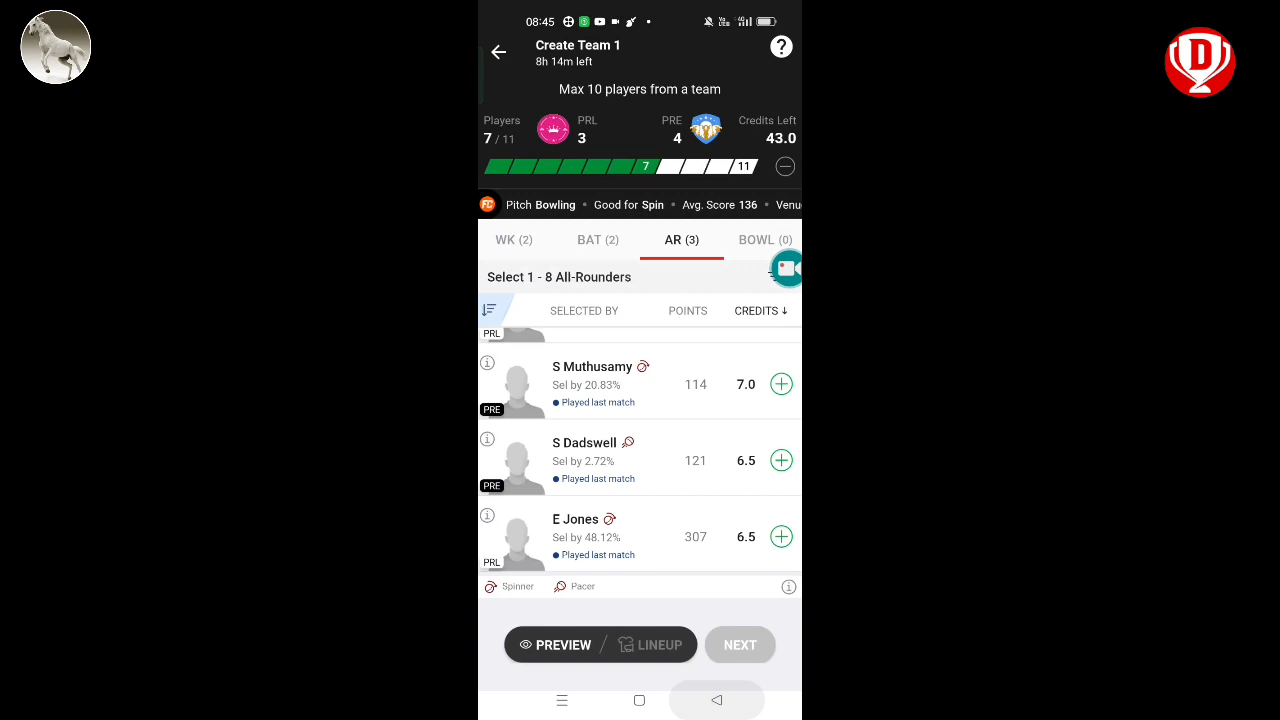 08:45
Create Team 1
8h 14m left
?
Max 10 players from a team
Players PRL PRE Credits Left
7 / 11 3 4 43.0
7 11
FC Pitch Bowling • Good for Spin • Avg. Score 136 • Venu
WK (2) BAT (2) AR (3) BOWL (0)
Select 1 - 8 All-Rounders
SELECTED BY POINTS CREDITS ↓
PRL
S Muthusamy
Sel by 20.83% 114 7.0
Played last match
PRE
S Dadswell
Sel by 2.72% 121 6.5
Played last match
PRE
E Jones
Sel by 48.12% 307 6.5
Played last match
PRL
Spinner Pacer
PREVIEW / LINEUP NEXT
D